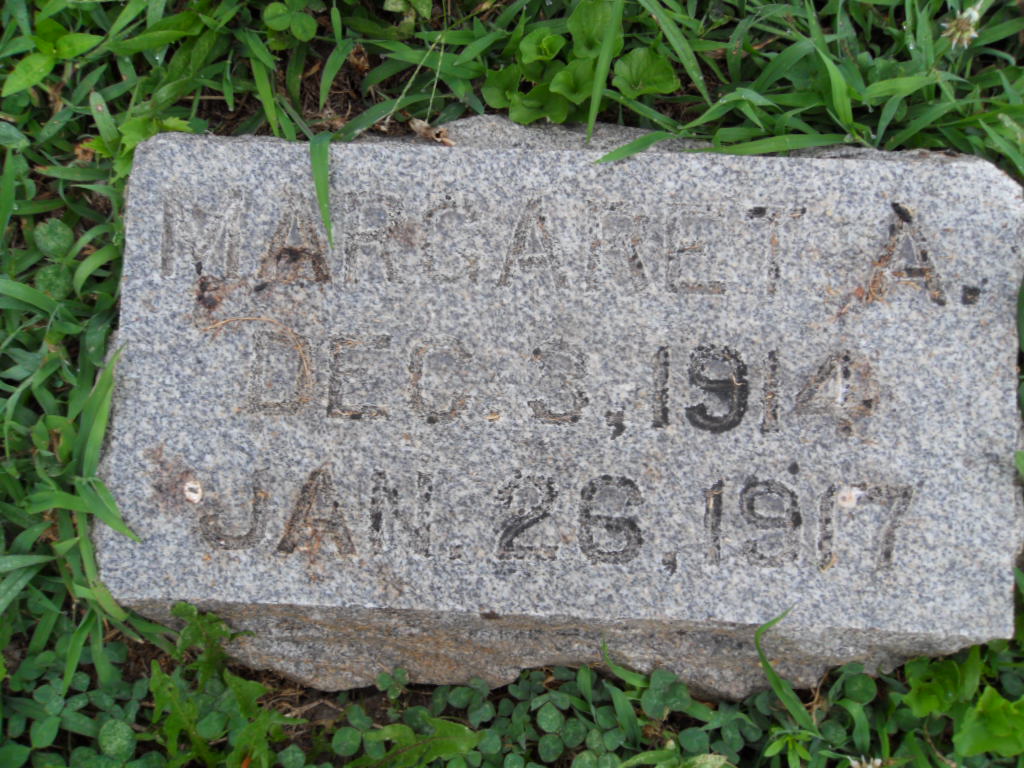 MARGARET A.
DEC. 3, 1914
JAN. 26, 1917